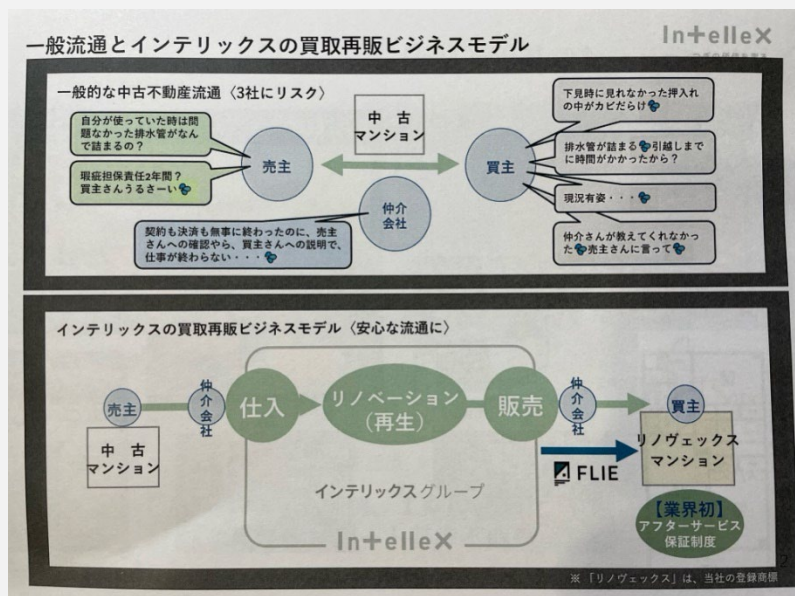 一般流通とインテリックスの買取再販ビジネスモデル
In+elleX
一般的な中古不動産流通〈3社にリスク〉
自分が使っていた時は問
題なかった排水管がなん
で詰まるの？
瑕疵担保責任2年間？
買主さんうるさーい
売主
中 古
マンション
仲介
会社
買主
契約も決済も無事に終わったのに、売主
さんへの確認やら、買主さんへの説明で、
仕事が終わらない・・・
下見時に見れなかった押入れ
の中がカビだらけ
排水管が詰まる 引越しまで
に時間がかかったから？
現況有姿・・・
仲介さんが教えてくれなかっ
た 売主さんに言って
インテリックスの買取再販ビジネスモデル〈安心な流通に〉
売主
中 古
マンション
仲介会社
仕入
リノベーション
(再生)
販売
仲介会社
買主
リノヴェックス
マンション
FLIE
インテリックスグループ
In+elleX
【業界初】
アフターサービス
保証制度
※ 「リノヴェックス」は、当社の登録商標